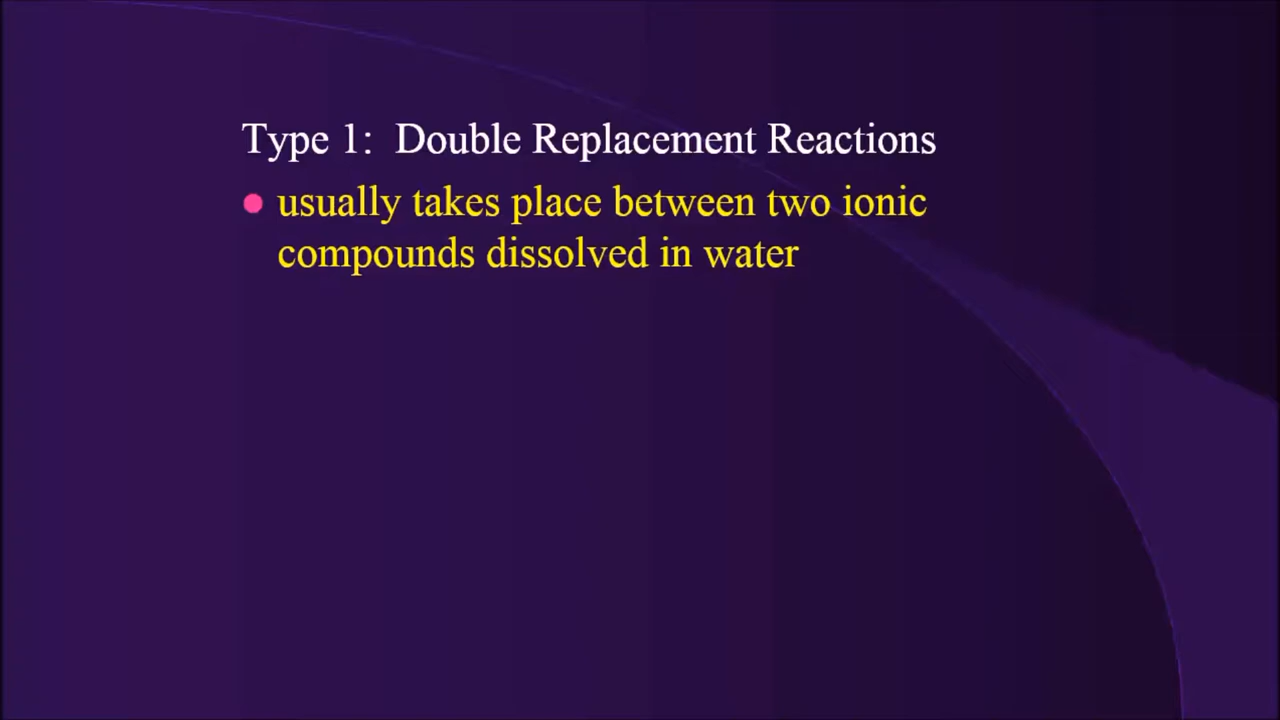 Type 1: Double Replacement Reactions
usually takes place between two ionic
compounds dissolved in water